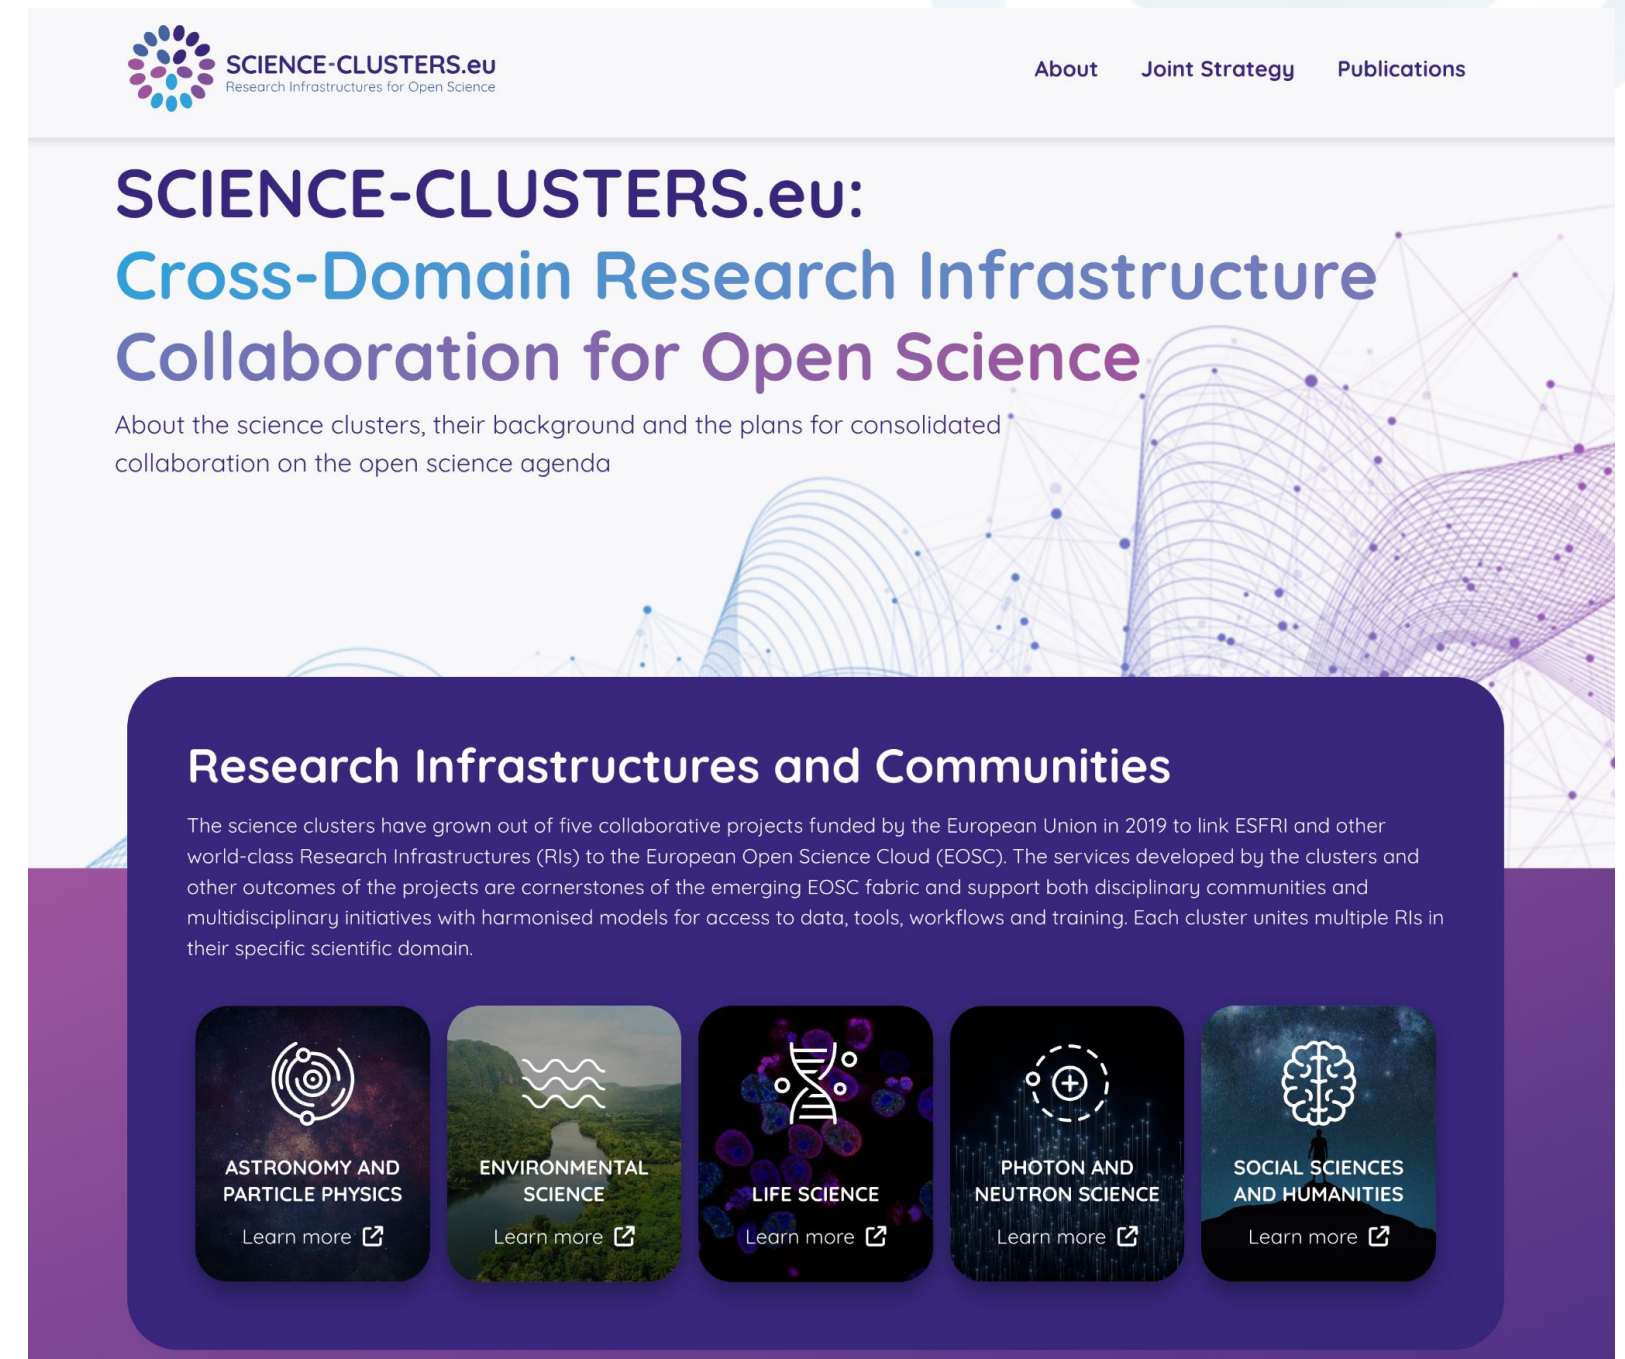 SCIENCE-CLUSTERS.eu
Research Infrastructures for Open Science
About
Joint Strategy
Publications
SCIENCE-CLUSTERS.eu:
Cross-Domain Research Infrastructure
Collaboration for Open Science
About the science clusters, their background and the plans for consolidated
collaboration on the open science agenda
Research Infrastructures and Communities
The science clusters have grown out of five collaborative projects funded by the European Union in 2019 to link ESFRI and other
world-class Research Infrastructures (RIs) to the European Open Science Cloud (EOSC). The services developed by the clusters and
other outcomes of the projects are cornerstones of the emerging EOSC fabric and support both disciplinary communities and
multidisciplinary initiatives with harmonised models for access to data, tools, workflows and training. Each cluster unites multiple RIs in
their specific scientific domain.
ASTRONOMY AND
PARTICLE PHYSICS
Learn more
ENVIRONMENTAL
SCIENCE
Learn more
LIFE SCIENCE
Learn more
PHOTON AND
NEUTRON SCIENCE
Learn more
SOCIAL SCIENCES
AND HUMANITIES
Learn more